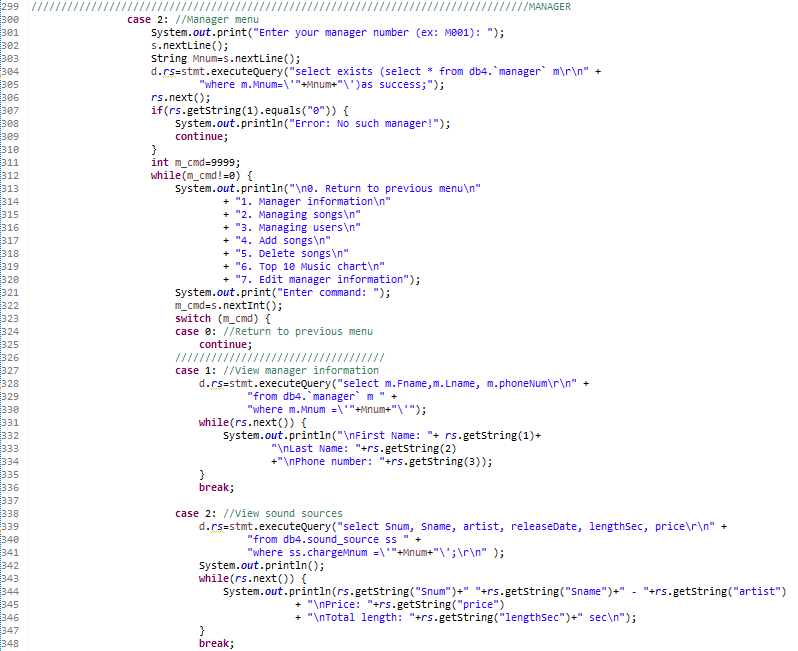 299 ///////////////////////////////////////////////////////////////////////////////////MANAGER
300 case 2: //Manager menu
301 System.out.print("Enter your manager number (ex: M001): ");
302 s.nextLine();
303 String Mnum=s.nextLine();
304 d.rs=stmt.executeQuery("select exists (select * from db4.`manager` m\r\n" +
305 "where m.Mnum=\'"+Mnum+"\')as success;");
306 rs.next();
307 if(rs.getString(1).equals("0")) {
308 System.out.println("Error: No such manager!");
309 continue;
310 }
311 int m_cmd=9999;
312 while(m_cmd!=0) {
313 System.out.println("\n0. Return to previous menu\n"
314 + "1. Manager information\n"
315 + "2. Managing songs\n"
316 + "3. Managing users\n"
317 + "4. Add songs\n"
318 + "5. Delete songs\n"
319 + "6. Top 10 Music chart\n"
320 + "7. Edit manager information");
321 System.out.print("Enter command: ");
322 m_cmd=s.nextInt();
323 switch (m_cmd) {
324 case 0: //Return to previous menu
325 continue;
326 ///////////////////////////////////
327 case 1: //View manager information
328 d.rs=stmt.executeQuery("select m.Fname,m.Lname, m.phoneNum\r\n" +
329 "from db4.`manager` m " +
330 "where m.Mnum =\'"+Mnum+"\'");
331 while(rs.next()) {
332 System.out.println("\nFirst Name: "+ rs.getString(1)+
333 "\nLast Name: "+rs.getString(2)
334 +"\nPhone number: "+rs.getString(3));
335 }
336 break;
337
338 case 2: //View sound sources
339 d.rs=stmt.executeQuery("select Snum, Sname, artist, releaseDate, lengthSec, price\r\n" +
340 "from db4.sound_source ss " +
341 "where ss.chargeMnum =\'"+Mnum+"\';\r\n" );
342 System.out.println();
343 while(rs.next()) {
344 System.out.println(rs.getString("Snum")+" "+rs.getString("Sname")+" - "+rs.getString("artist")
345 + "\nPrice: "+rs.getString("price")
346 + "\nTotal length: "+rs.getString("lengthSec")+" sec\n");
347 }
348 break;